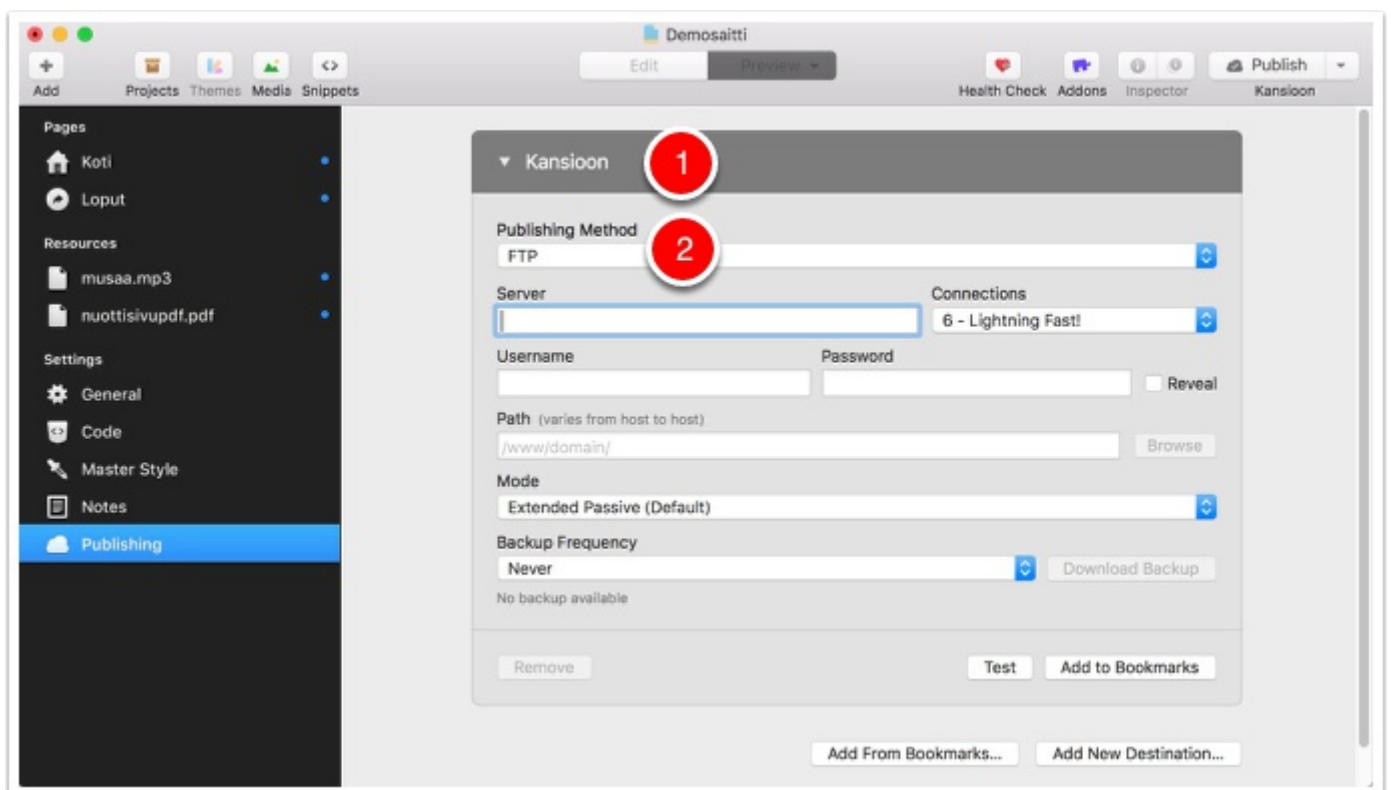 Demosaitti
Edit Preview Publish
Add Projects Themes Media Snippets Health Check Addons Inspector Kansioon
Pages
Koti
Loput
Resources
musaa.mp3
nuottisivupdf.pdf
Settings
General
Code
Master Style
Notes
Publishing
Kansioon 1
Publishing Method 2
FTP
Server Connections
6 - Lightning Fast!
Username Password
Reveal
Path (varies from host to host)
/www/domain/ Browse
Mode
Extended Passive (Default)
Backup Frequency
Never Download Backup
No backup available
Remove Test Add to Bookmarks
Add From Bookmarks... Add New Destination...